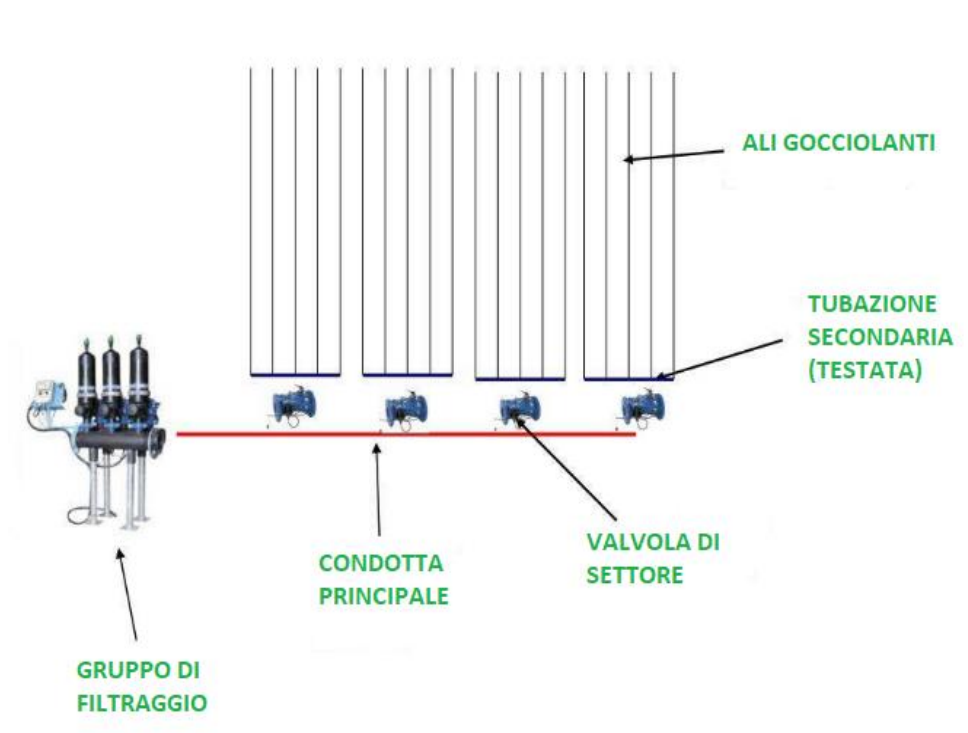 ALI GOCCIOLANTI
TUBAZIONE
SECONDARIA
(TESTATA)
VALVOLA DI
SETTORE
CONDOTTA
PRINCIPALE
GRUPPO DI
FILTRAGGIO